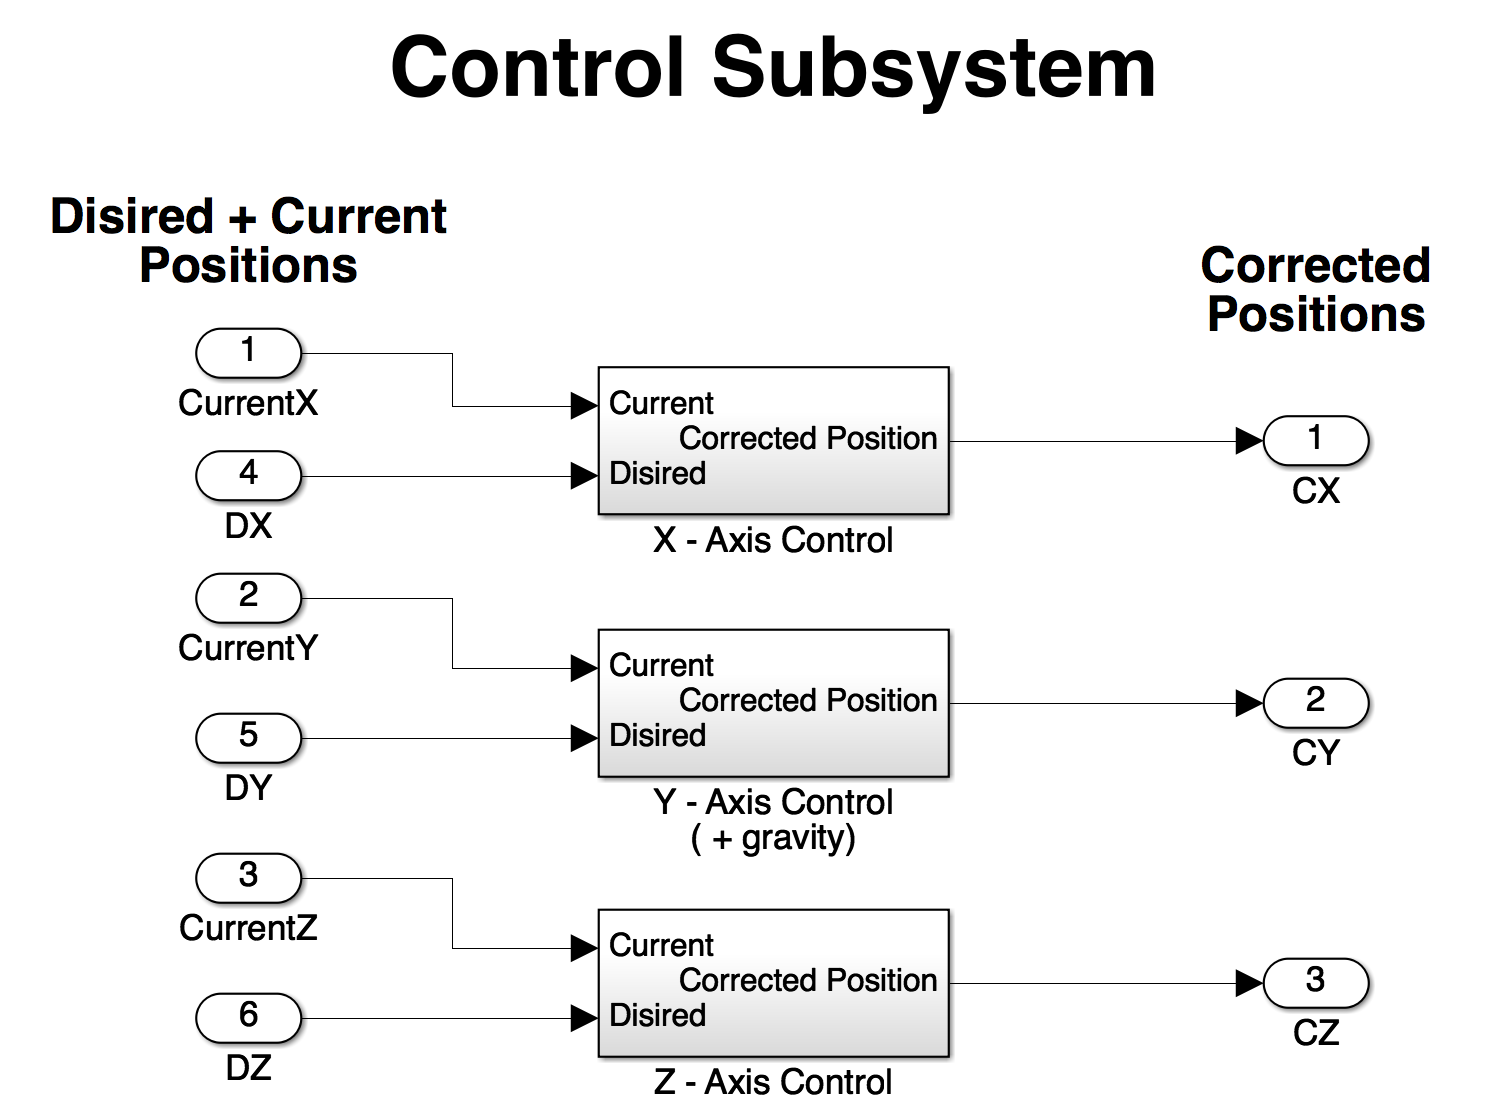 Control Subsystem
Disired + Current
Positions
Corrected
Positions
1
CurrentX
4
DX
Current
Corrected Position
Disired
X - Axis Control
1
CX
2
CurrentY
5
DY
Current
Corrected Position
Disired
Y - Axis Control
( + gravity)
2
CY
3
CurrentZ
6
DZ
Current
Corrected Position
Disired
Z - Axis Control
3
CZ